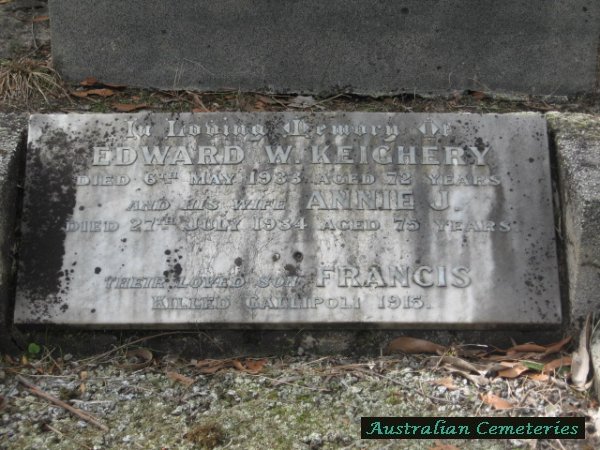 In Loving Memory Of
EDWARD W. KEIGHERY
DIED 6TH MAY 1933 AGED 72 YEARS
AND HIS WIFE ANNIE J.
DIED 27TH JULY 1934 AGED 75 YEARS
THEIR LOVED SON FRANCIS
KILLED GALLIPOLI 1915.
Australian Cemeteries